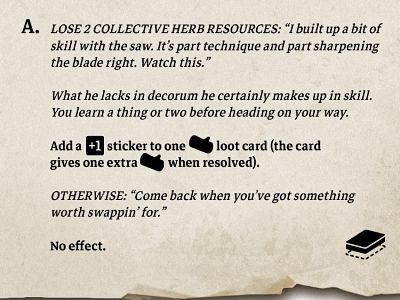 A. LOSE 2 COLLECTIVE HERB RESOURCES: “I built up a bit of
skill with the saw. It’s part technique and part sharpening
the blade right. Watch this.”
What he lacks in decorum he certainly makes up in skill.
You learn a thing or two before heading on your way.
Add a +1 sticker to one loot card (the card
gives one extra when resolved).
OTHERWISE: “Come back when you’ve got something
worth swappin’ for.”
No effect.